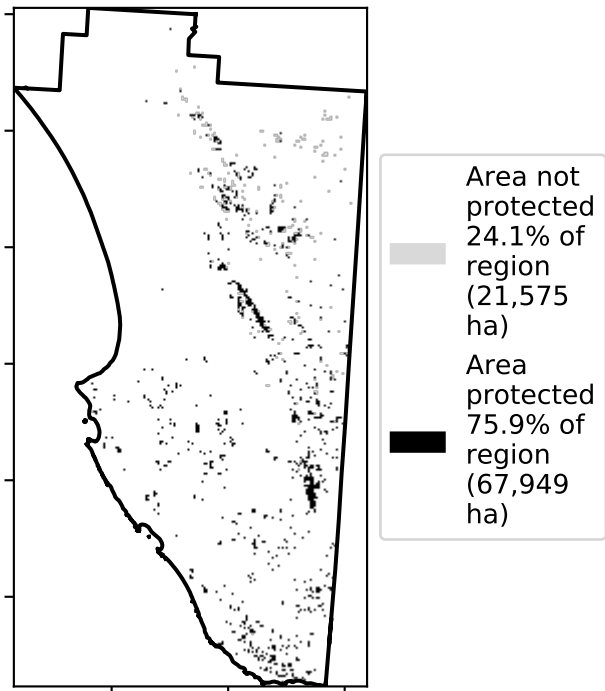 Area not
protected
24.1% of
region
(21,575
ha)
Area
protected
75.9% of
region
(67,949
ha)